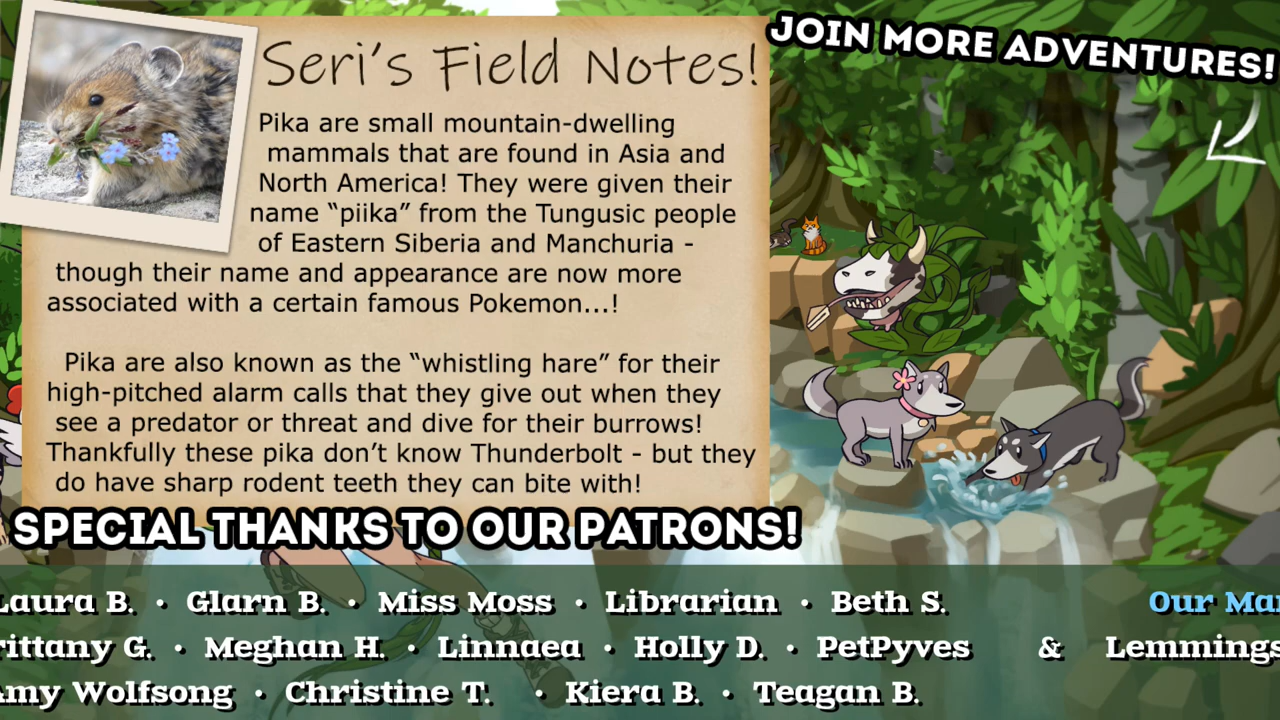 Seri's Field Notes!
JOIN MORE ADVENTURES!
Pika are small mountain-dwelling
mammals that are found in Asia and
North America! They were given their
name “piika” from the Tungusic people
of Eastern Siberia and Manchuria -
though their name and appearance are now more
associated with a certain famous Pokemon...!
Pika are also known as the “whistling hare” for their
high-pitched alarm calls that they give out when they
see a predator or threat and dive for their burrows!
Thankfully these pika don’t know Thunderbolt - but they
do have sharp rodent teeth they can bite with!
SPECIAL THANKS TO OUR PATRONS!
Laura B. • Glarn B. • Miss Moss • Librarian • Beth S. Our
rittany G. • Meghan H. • Linnaea • Holly D. • PetPyves & Lemmings
my Wolfsong • Christine T. • Kiera B. • Teagan B.